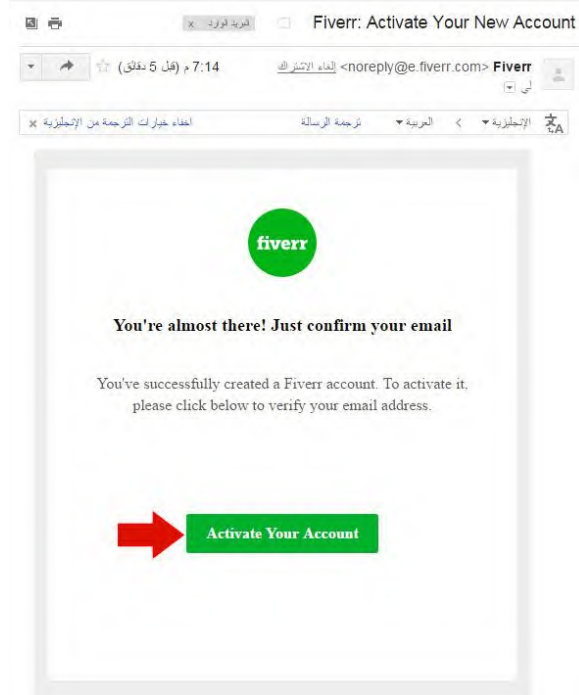 Fiverr: Activate Your New Account
البريد الوارد x
Fiverr <noreply@e.fiverr.com> إلغاء الاشتراك
7:14 م (قبل 5 دقائق)
لي
الإنجليزية > العربية ترجمة الرسالة
اخفاء خيارات الترجمة من الإنجليزية x
fiverr
You're almost there! Just confirm your email
You've successfully created a Fiverr account. To activate it,
please click below to verify your email address.
Activate Your Account